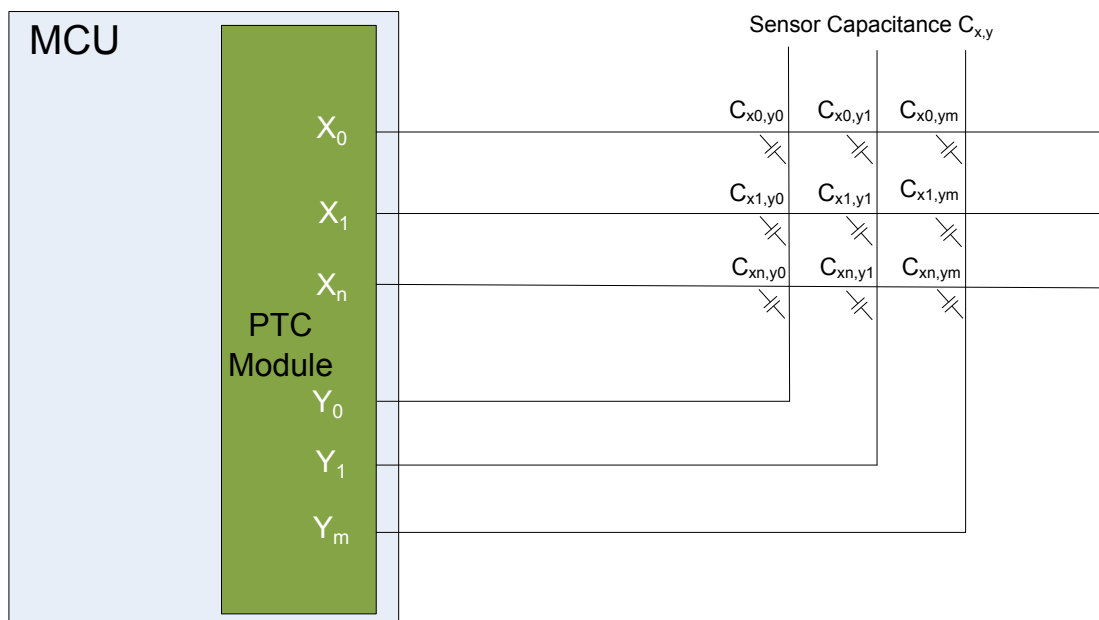 MCU
Sensor Capacitance Cx,y
X0
Cx0,y0 Cx0,y1 Cx0,ym
X1
Cx1,y0 Cx1,y1 Cx1,ym
Xn
Cxn,y0 Cxn,y1 Cxn,ym
PTC
Module
Y0
Y1
Ym